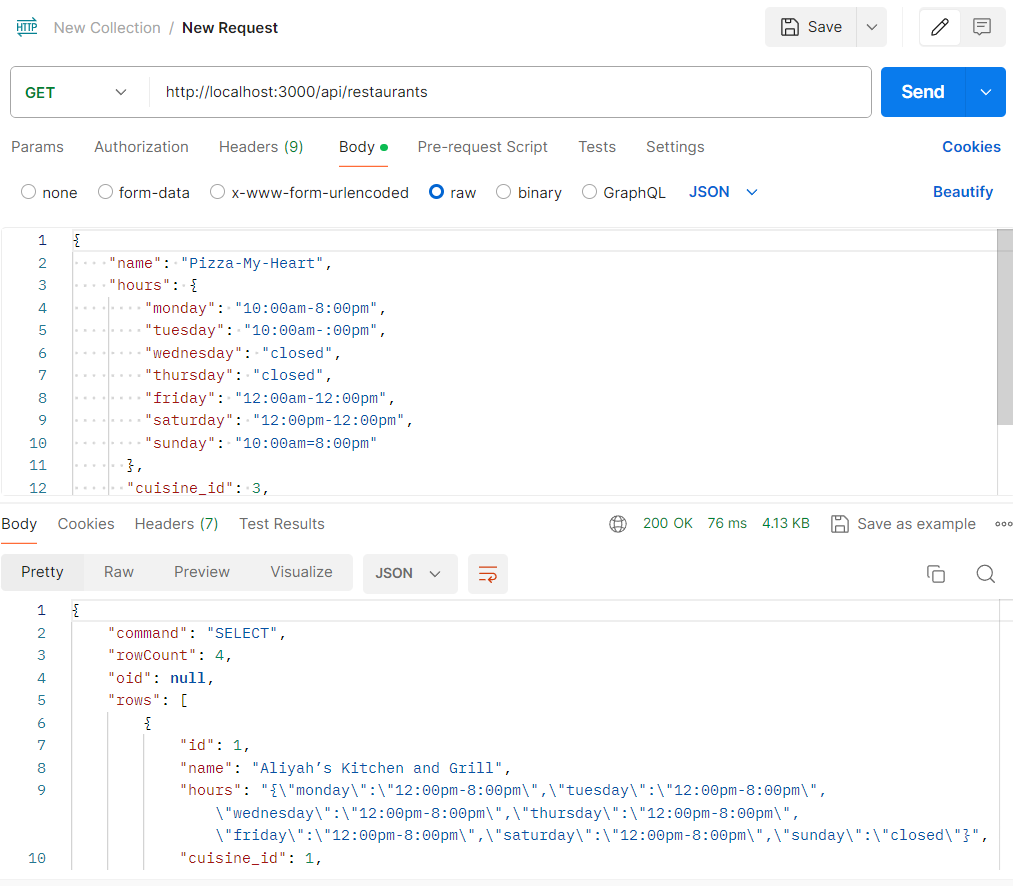 HTTP New Collection / New Request Save
GET http://localhost:3000/api/restaurants Send
Params Authorization Headers (9) Body Pre-request Script Tests Settings Cookies
none form-data x-www-form-urlencoded raw binary GraphQL JSON Beautify
1 {
2 "name": "Pizza-My-Heart",
3 "hours": {
4 "monday": "10:00am-8:00pm",
5 "tuesday": "10:00am-:00pm",
6 "wednesday": "closed",
7 "thursday": "closed",
8 "friday": "12:00am-12:00pm",
9 "saturday": "12:00pm-12:00pm",
10 "sunday": "10:00am=8:00pm"
11 },
12 "cuisine_id": 3,
Body Cookies Headers (7) Test Results 200 OK 76 ms 4.13 KB Save as example
Pretty Raw Preview Visualize JSON
1 {
2 "command": "SELECT",
3 "rowCount": 4,
4 "oid": null,
5 "rows": [
6 {
7 "id": 1,
8 "name": "Aliyah’s Kitchen and Grill",
9 "hours": "{\"monday\":\"12:00pm-8:00pm\",\"tuesday\":\"12:00pm-8:00pm\",
\"wednesday\":\"12:00pm-8:00pm\",\"thursday\":\"12:00pm-8:00pm\",
\"friday\":\"12:00pm-8:00pm\",\"saturday\":\"12:00pm-8:00pm\",\"sunday\":\"closed\"}",
10 "cuisine_id": 1,